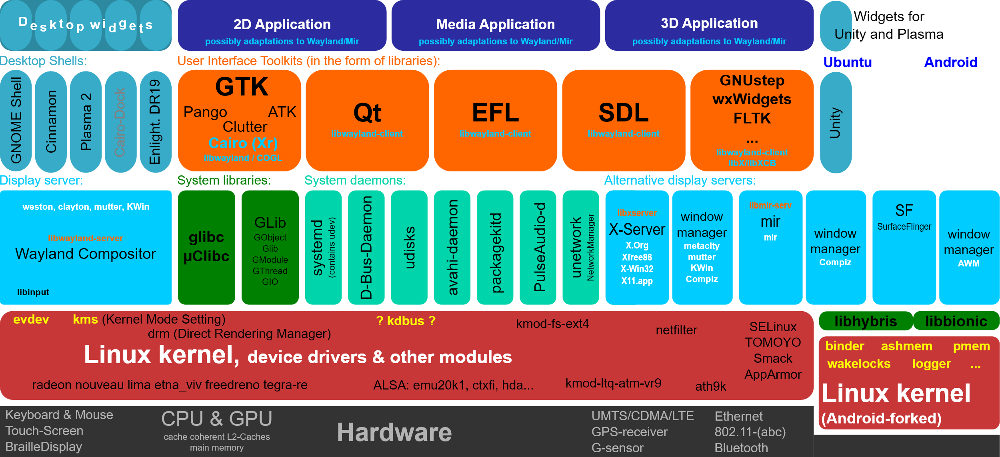 Desktop widgets
2D Application
possibly adaptations to Wayland/Mir
Media Application
possibly adaptations to Wayland/Mir
3D Application
possibly adaptations to Wayland/Mir
Widgets for
Unity and Plasma
Desktop Shells:
User Interface Toolkits (in the form of libraries):
Ubuntu
Android
GNOME Shell
Cinnamon
Plasma 2
Cairo-Dock
Enlight. DR19
GTK
Pango
ATK
Clutter
Cairo (Xr)
libwayland / COGL
Qt
libwayland-client
EFL
libwayland-client
SDL
libwayland-client
GNUstep
wxWidgets
FLTK
...
libwayland-client
libX/libXCB
Unity
Display server:
System libraries:
System daemons:
Alternative display servers:
weston, clayton, mutter, KWin
libwayland-server
Wayland Compositor
libinput
glibc
µClibc
GLib
GObject
Glib
GModule
GThread
GIO
systemd
(contains udev)
D-Bus-Daemon
udisks
avahi-daemon
packagekitd
PulseAudio-d
unetwork
NetworkManager
libxserver
X-Server
X.Org
Xfree86
X-Win32
X11.app
window
manager
metacity
mutter
KWin
Compiz
libmir-serv
mir
mir
window
manager
Compiz
SF
SurfaceFlinger
window
manager
AWM
evdev
kms (Kernel Mode Setting)
drm (Direct Rendering Manager)
? kdbus ?
kmod-fs-ext4
netfilter
SELinux
TOMOYO
Smack
AppArmor
Linux kernel, device drivers & other modules
radeon nouveau lima etna_viv freedreno tegra-re
ALSA: emu20k1, ctxfi, hda...
kmod-ltq-atm-vr9
ath9k
libhybris
libbionic
binder ashmem pmem
wakelocks logger ...
Linux kernel
(Android-forked)
Keyboard & Mouse
Touch-Screen
BrailleDisplay
CPU & GPU
cache coherent L2-Caches
main memory
Hardware
UMTS/CDMA/LTE
GPS-receiver
G-sensor
Ethernet
802.11-(abc)
Bluetooth